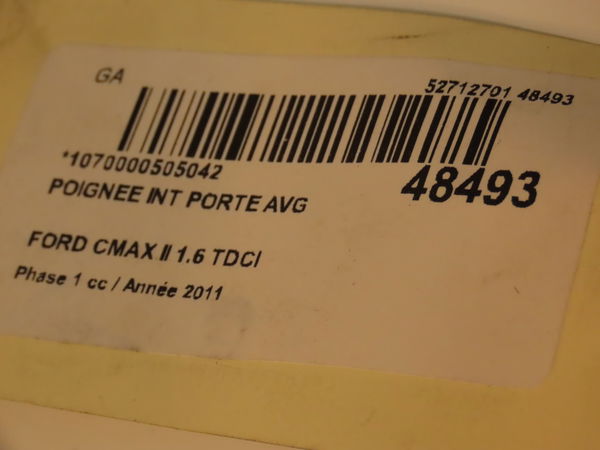 GA
52712701 48493
*1070000505042
48493
POIGNEE INT PORTE AVG
FORD CMAX II 1.6 TDCI
Phase 1 cc / Année 2011